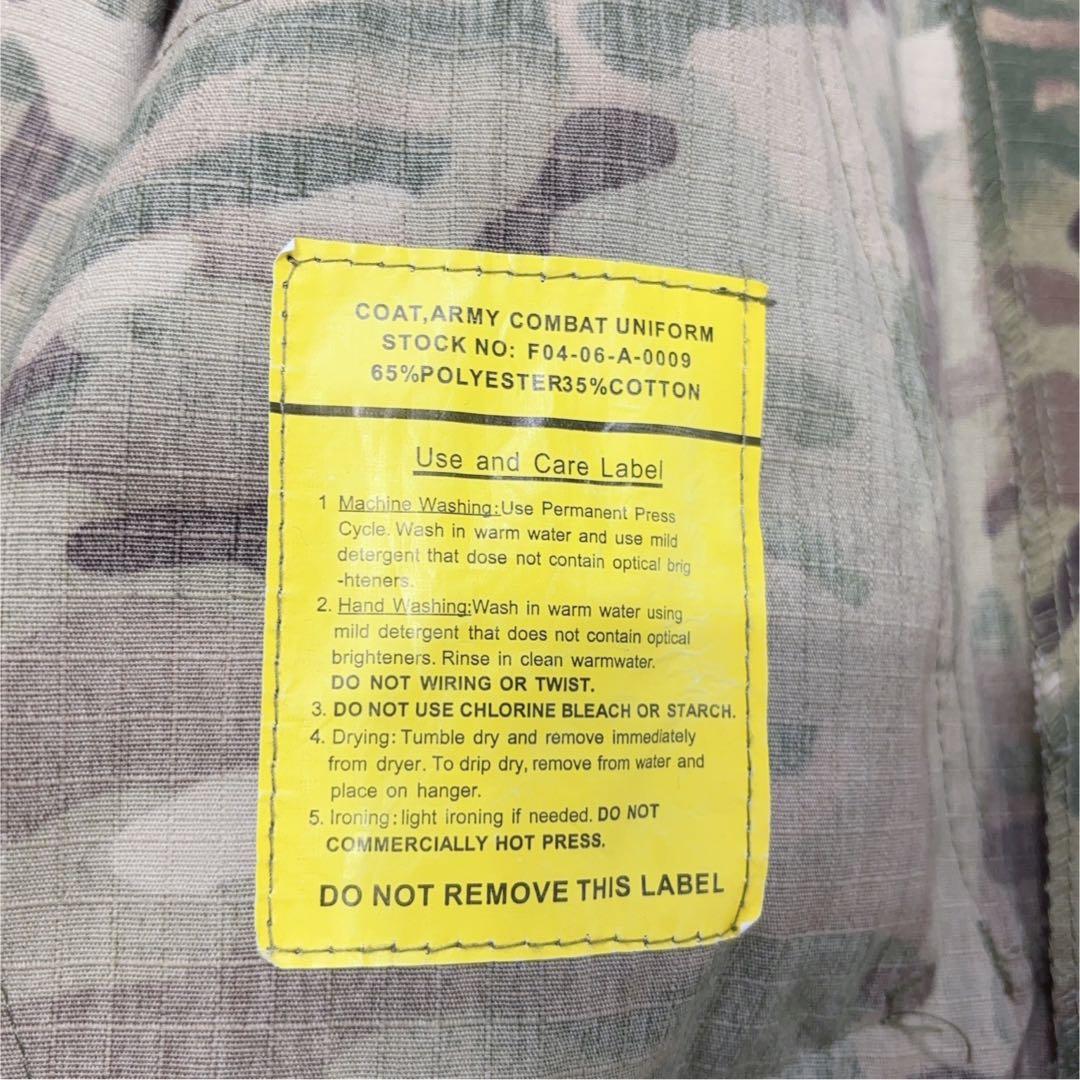 COAT,ARMY COMBAT UNIFORM
STOCK NO: F04-06-A-0009
65%POLYESTER35%COTTON
Use and Care Label
1 Machine Washing:Use Permanent Press
Cycle. Wash in warm water and use mild
detergent that dose not contain optical brig
-hteners.
2. Hand Washing:Wash in warm water using
mild detergent that does not contain optical
brighteners. Rinse in clean warmwater.
DO NOT WIRING OR TWIST.
3. DO NOT USE CHLORINE BLEACH OR STARCH.
4. Drying: Tumble dry and remove immediately
from dryer. To drip dry, remove from water and
place on hanger.
5. Ironing: light ironing if needed. DO NOT
COMMERCIALLY HOT PRESS.
DO NOT REMOVE THIS LABEL